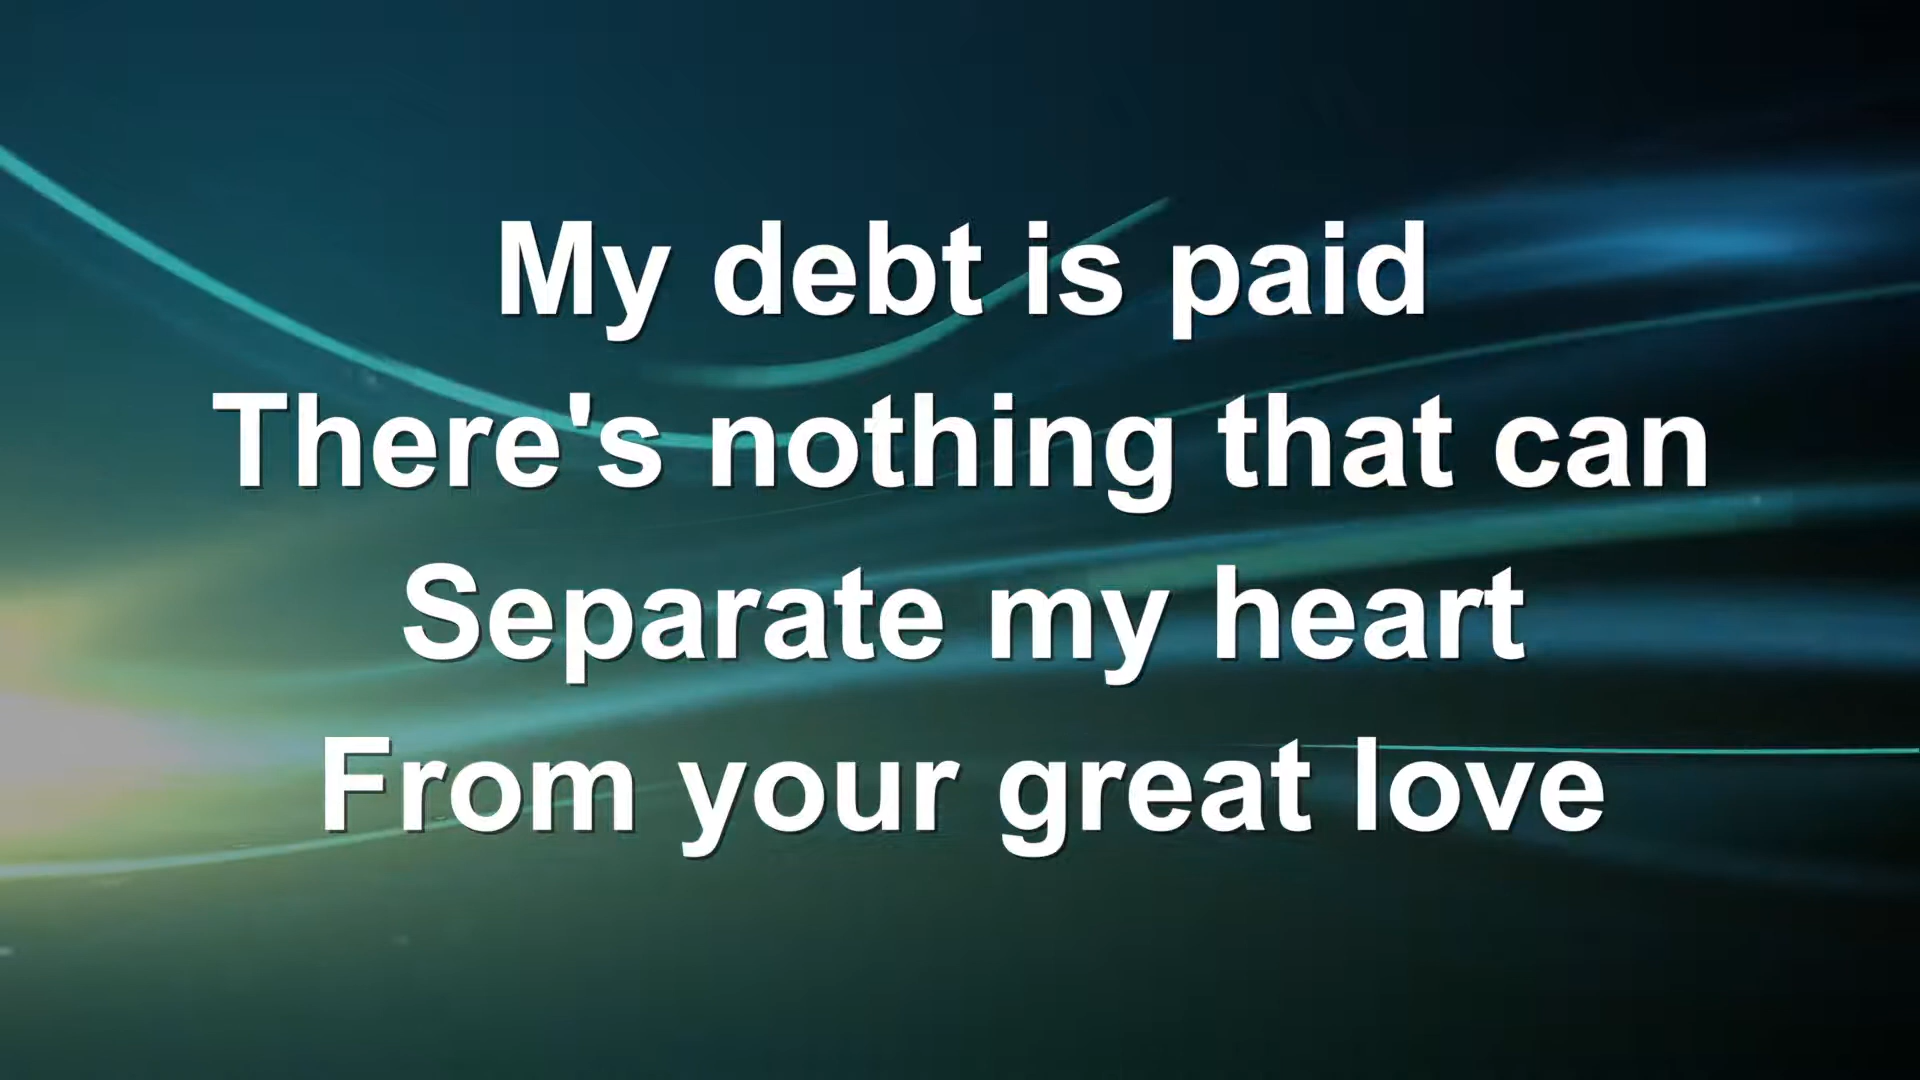 My debt is paid
There's nothing that can
Separate my heart
From your great love